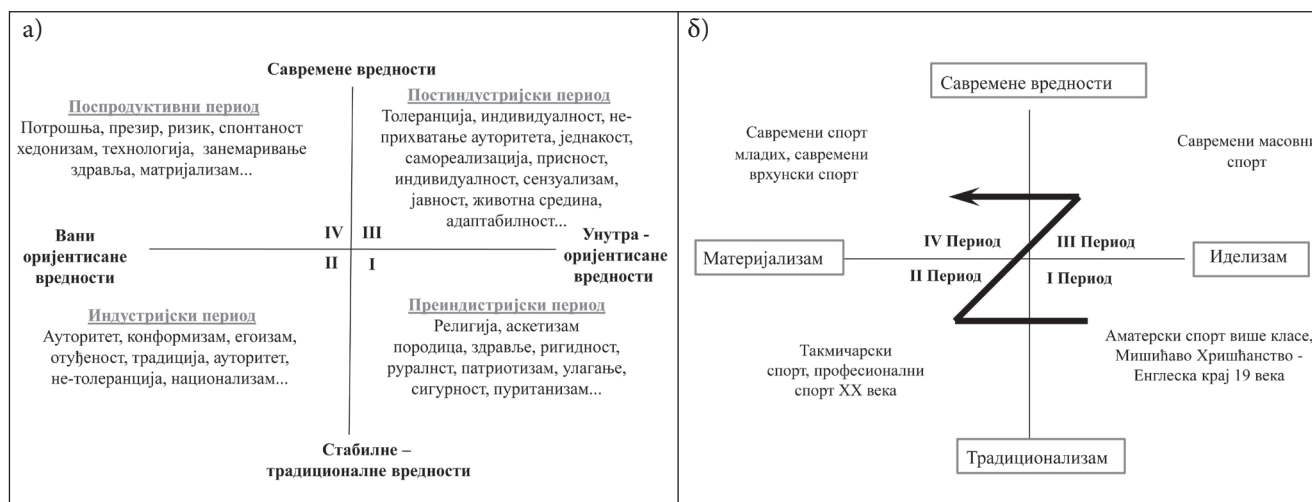 а)
Савремене вредности
Поспродуктивни период
Потрошња, презир, ризик, спонтаност
хедонизам, технологија, занемаривање
здравља, матријализам...
Постиндустријски период
Толеранција, индивидуалност, не-
прихватање ауторитета, једнакост,
самореализација, присност,
индивидуалност, сензуализам,
јавност, животна средина,
адаптабилност...
Вани
оријентисане
вредности
IV III
II I
Унутра -
оријентисане
вредности
Индустријски период
Ауторитет, конформизам, егоизам,
отуђеност, традиција, ауторитет,
не-толеранција, национализам...
Преиндистријски период
Религија, аскетизам
породица, здравље, ригидност,
руралнст, патриотизам, улагање,
сигурност, пуританизам...
Стабилне –
традиционалне вредности
б)
Савремене вредности
Савремени спорт
младих, савремени
врхунски спорт
Савремени масовни
спорт
Материјализам
IV Период
III Период
II Период
I Период
Иделизам
Такмичарски
спорт, професионални
спорт XX века
Аматерски спорт више класе,
Мишићаво Хришћанство -
Енглеска крај 19 века
Традиционализам